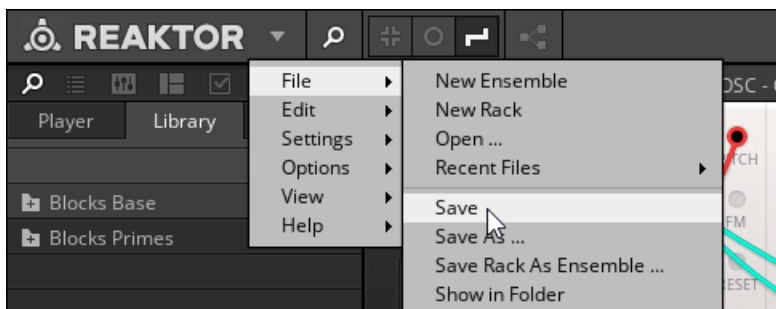 REAKTOR
Player
Library
Blocks Base
Blocks Primes
File
Edit
Settings
Options
View
Help
New Ensemble
New Rack
Open ...
Recent Files
Save
Save As ...
Save Rack As Ensemble ...
Show in Folder
OSC -
TCH
FM
ESET